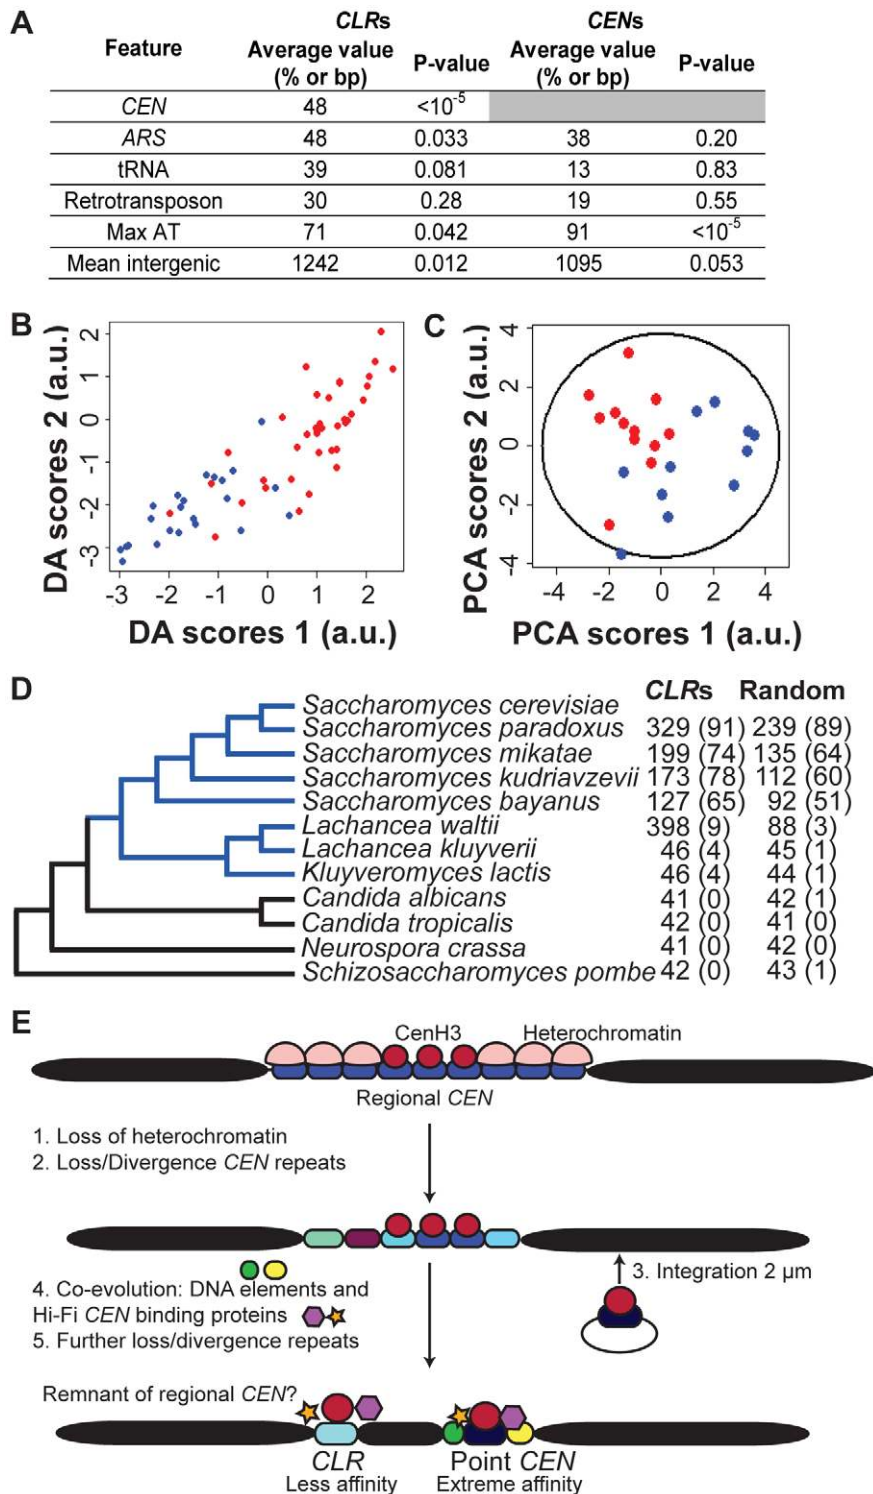 A
CLRs CENs
Feature Average value (% or bp) P-value Average value (% or bp) P-value
CEN 48 <10-5
ARS 48 0.033 38 0.20
tRNA 39 0.081 13 0.83
Retrotransposon 30 0.28 19 0.55
Max AT 71 0.042 91 <10-5
Mean intergenic 1242 0.012 1095 0.053
B
DA scores 2 (a.u.)
2
1
0
-1
-2
-3
-3 -2 -1 0 1 2
DA scores 1 (a.u.)
C
PCA scores 2 (a.u.)
4
2
0
-2
-4
-4 -2 0 2 4
PCA scores 1 (a.u.)
D
CLRs Random
Saccharomyces cerevisiae
Saccharomyces paradoxus 329 (91) 239 (89)
Saccharomyces mikatae 199 (74) 135 (64)
Saccharomyces kudriavzevii 173 (78) 112 (60)
Saccharomyces bayanus 127 (65) 92 (51)
Lachancea waltii 398 (9) 88 (3)
Lachancea kluyverii 46 (4) 45 (1)
Kluyveromyces lactis 46 (4) 44 (1)
Candida albicans 41 (0) 42 (1)
Candida tropicalis 42 (0) 41 (0)
Neurospora crassa 41 (0) 42 (0)
Schizosaccharomyces pombe 42 (0) 43 (1)
E
CenH3 Heterochromatin
Regional CEN
1. Loss of heterochromatin
2. Loss/Divergence CEN repeats
3. Integration 2 μm
4. Co-evolution: DNA elements and
Hi-Fi CEN binding proteins
5. Further loss/divergence repeats
Remnant of regional CEN?
CLR Point CEN
Less affinity Extreme affinity